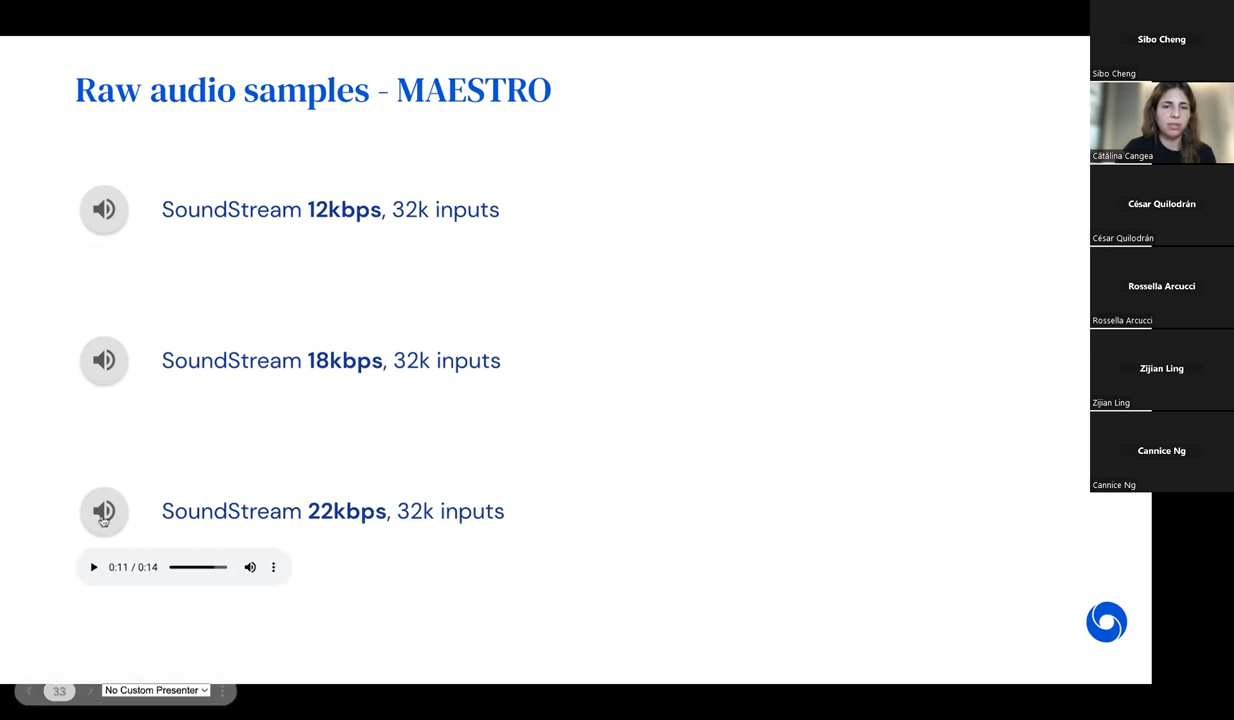 Raw audio samples - MAESTRO
SoundStream 12kbps, 32k inputs
SoundStream 18kbps, 32k inputs
SoundStream 22kbps, 32k inputs
0:11 / 0:14
33
No Custom Presenter
Sibo Cheng
Sibo Cheng
Cătălina Cangea
César Quilodrán
César Quilodrán
Rossella Arcucci
Rossella Arcucci
Zijian Ling
Zijian Ling
Cannice Ng
Cannice Ng